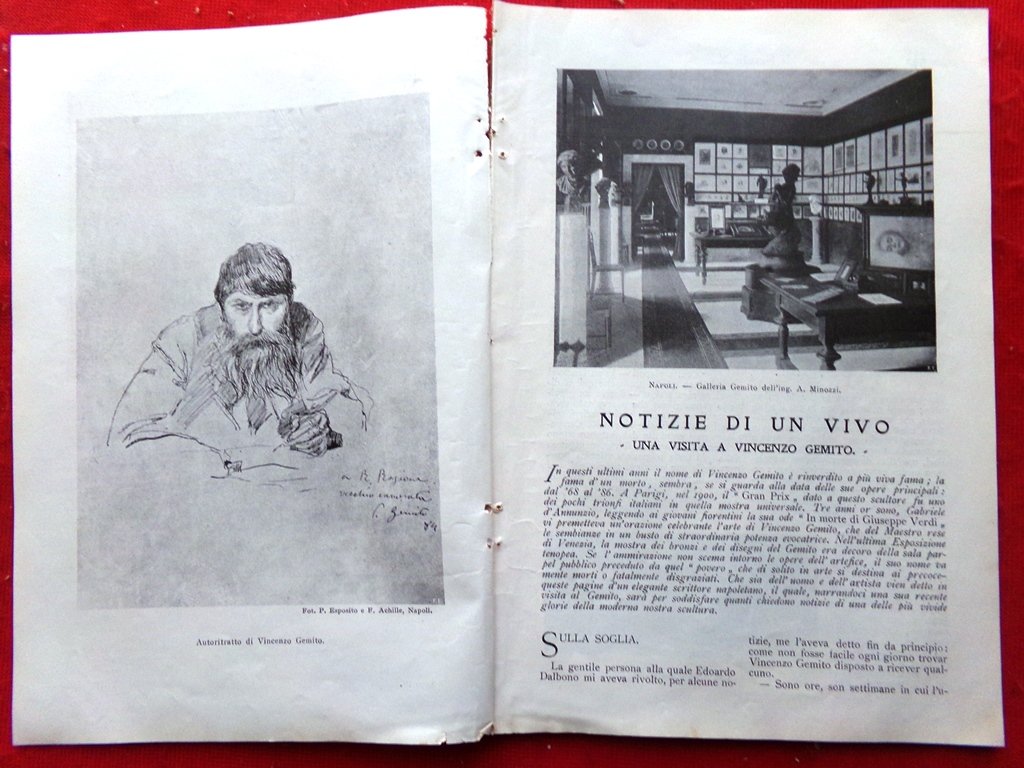 a
vecchio camerata
V. Gemito
Fot. P. Esposito e F. Achille, Napoli.
Autoritratto di Vincenzo Gemito.
NAPOLI. — Galleria Gemito dell'ing. A. Minozzi.
NOTIZIE DI UN VIVO
- UNA VISITA A VINCENZO GEMITO. -
In questi ultimi anni il nome di Vincenzo Gemito è rinverdito a più viva fama; la
fama d'un morto, sembra, se si guarda alla data delle sue opere principali:
dal '68 al '86. A Parigi, nel 1900, il "Gran Prix„ dato a questo scultore fu uno
dei pochi trionfi italiani in quella mostra universale. Tre anni or sono, Gabriele
d'Annunzio, leggendo ai giovani fiorentini la sua ode "In morte di Giuseppe Verdi„
vi premetteva un'orazione celebrante l'arte di Vincenzo Gemito, che del Maestro rese
le sembianze in un busto di straordinaria potenza evocatrice. Nell'ultima Esposizione
di Venezia, la mostra dei bronzi e dei disegni del Gemito era decoro della sala par-
tenopea. Se l'ammirazione non scema intorno le opere dell'artefice, il suo nome va
pel pubblico preceduto da quel "povero„ che di solito in arte si destina ai precoce-
mente morti o fatalmente disgraziati. Che sia dell'uomo e dell'artista vien detto in
queste pagine d'un elegante scrittore napoletano, il quale, narrandoci una sua recente
visita al Gemito, sarà per soddisfare quanti chiedono notizie di una delle più vivide
glorie della moderna nostra scultura.
SULLA SOGLIA.
La gentile persona alla quale Edoardo
Dalbono mi aveva rivolto, per alcune no-
tizie, me l'aveva detto fin da principio:
come non fosse facile ogni giorno trovar
Vincenzo Gemito disposto a ricever qual-
cuno.
— Sono ore, son settimane in cui l'u-